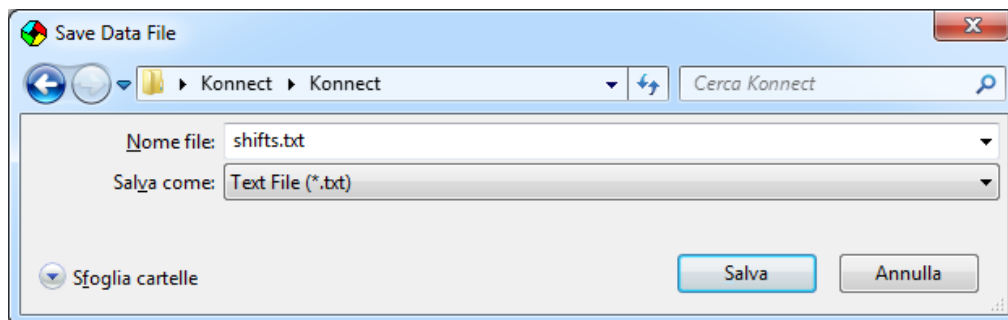 Save Data File
Konnect Konnect Cerca Konnect
Nome file: shifts.txt
Salva come: Text File (*.txt)
Sfoglia cartelle Salva Annulla